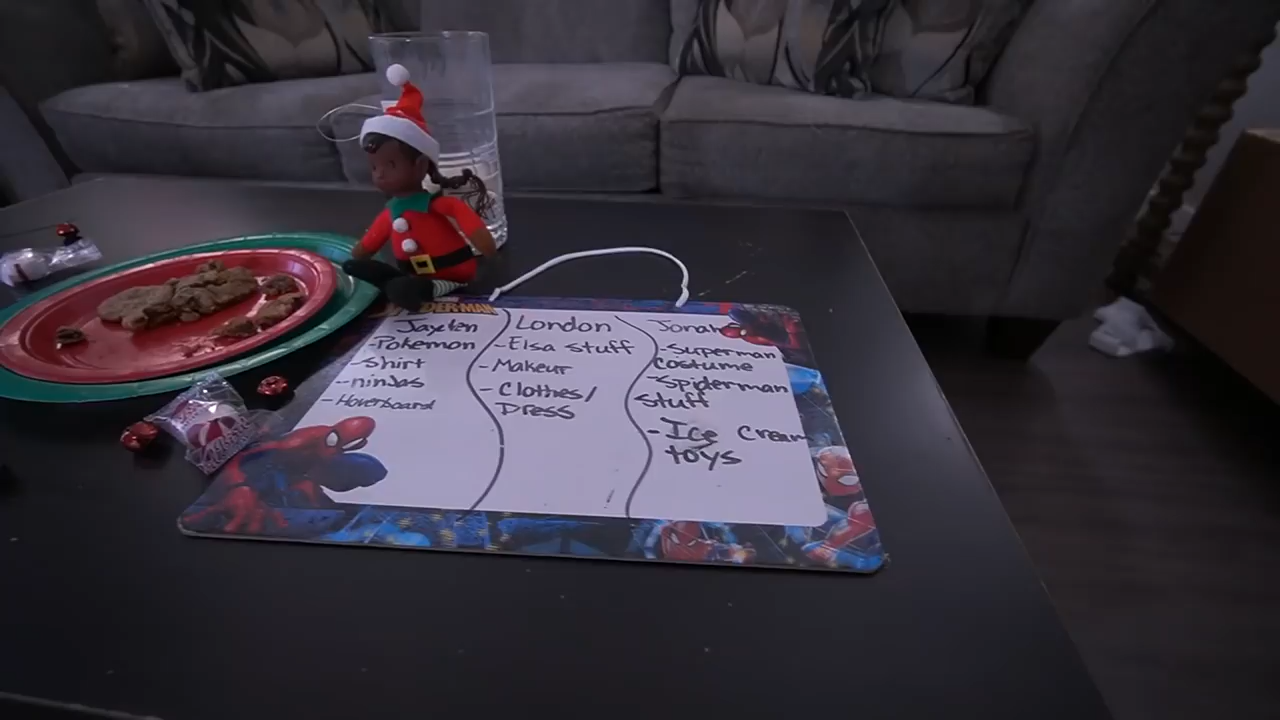 SPIDER-MAN
Jayden
-Pokemon
-Shirt
-ninjas
-Hoverboard
London
-Elsa Stuff
-Makeup
-Clothes/
Dress
Jonah
-Superman
Costume
-Spiderman
Stuff
-Ice Cream
toys